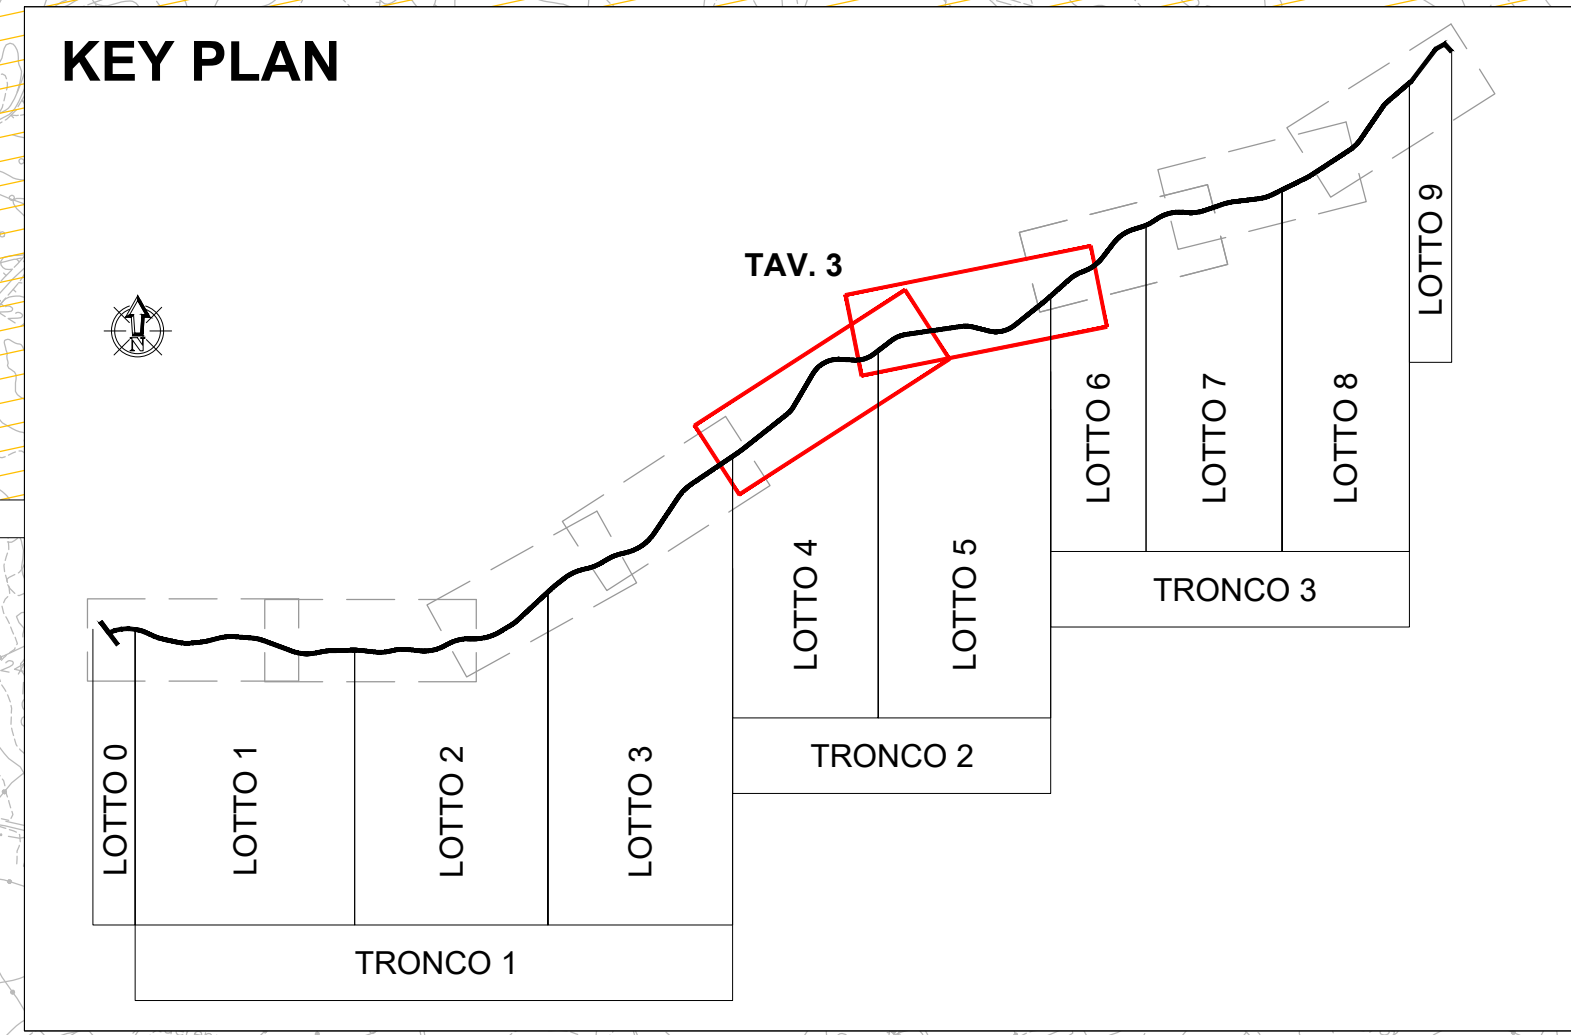 KEY PLAN
TAV. 3
N
LOTTO 0
LOTTO 1
LOTTO 2
LOTTO 3
LOTTO 4
LOTTO 5
LOTTO 6
LOTTO 7
LOTTO 8
LOTTO 9
TRONCO 1
TRONCO 2
TRONCO 3